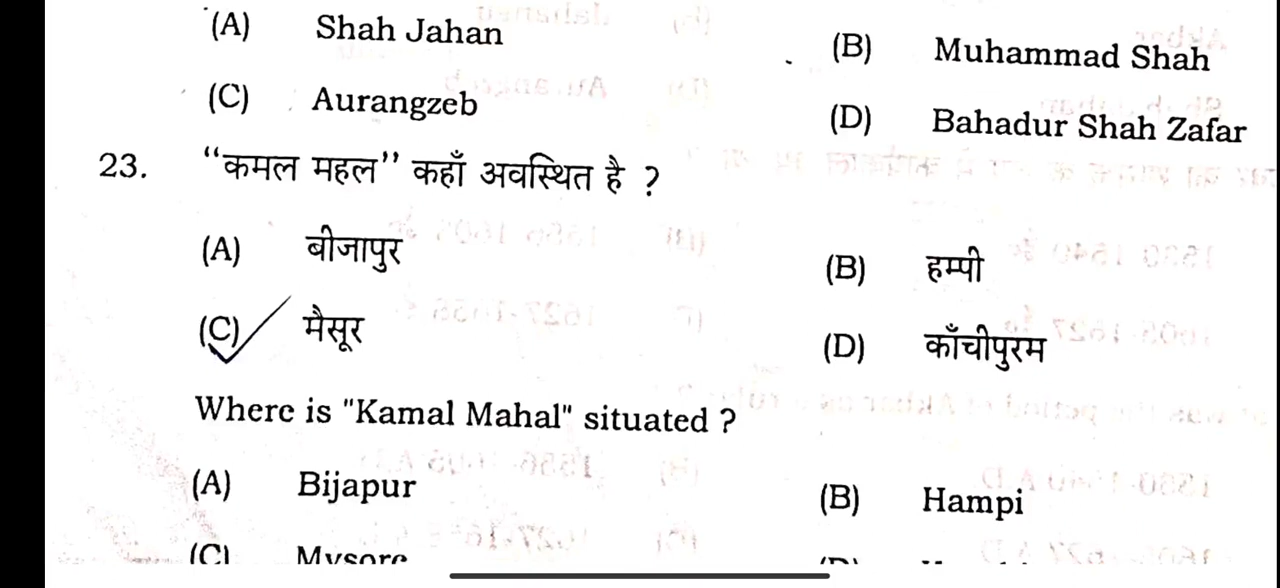 (A) Shah Jahan (B) Muhammad Shah
(C) Aurangzeb (D) Bahadur Shah Zafar
23. “कमल महल” कहाँ अवस्थित है ?
(A) बीजापुर (B) हम्पी
(C) मैसूर (D) काँचीपुरम
Where is "Kamal Mahal" situated ?
(A) Bijapur (B) Hampi
(C) Mysore (D)